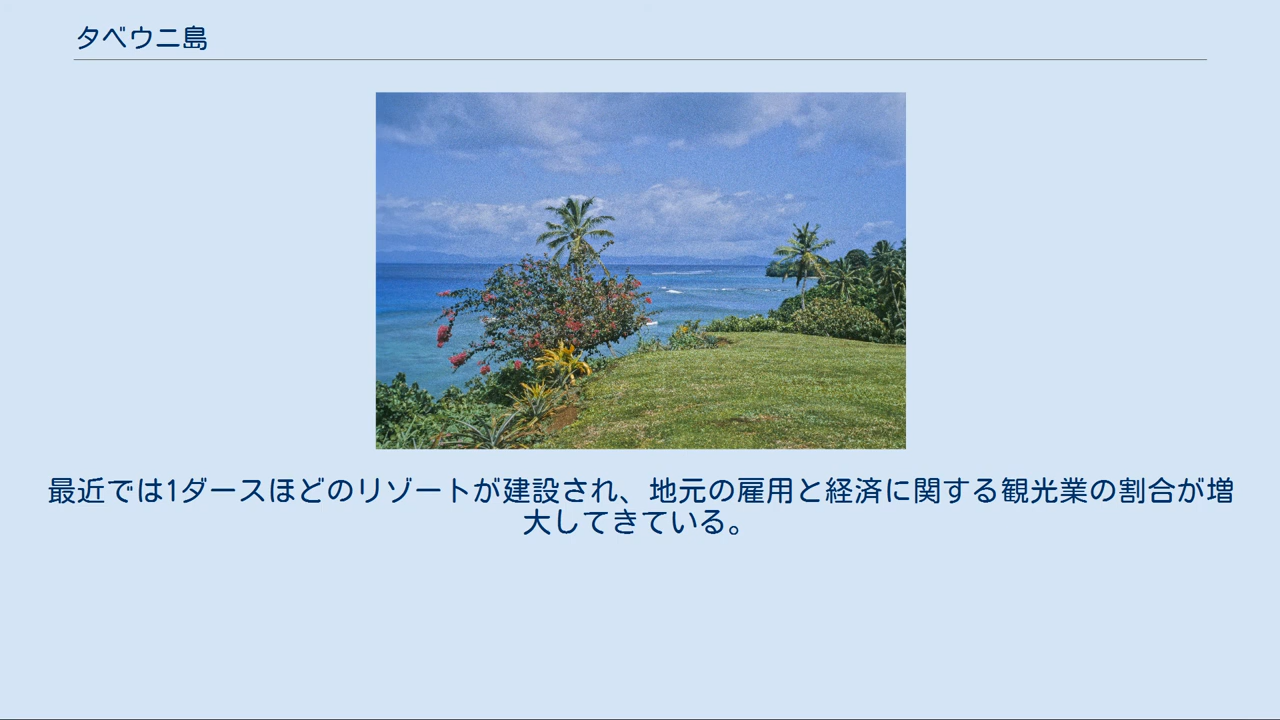 タベウニ島
最近では1ダースほどのリゾートが建設され、地元の雇用と経済に関する観光業の割合が増
大してきている。